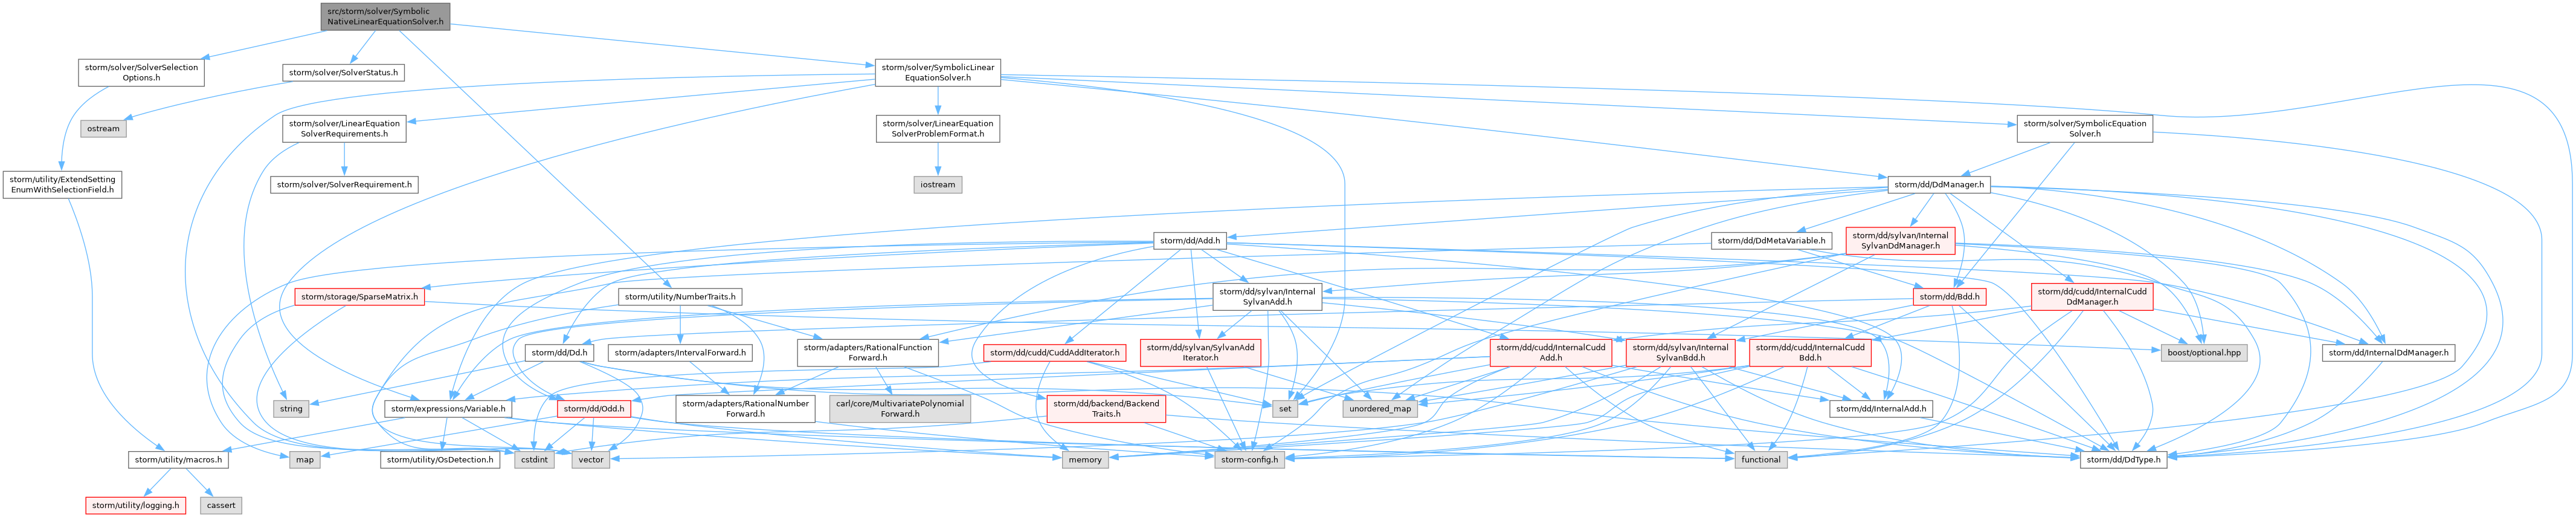 src/storm/solver/Symbolic
NativeLinearEquationSolver.h
storm/solver/SolverSelection
Options.h
storm/solver/SolverStatus.h
storm/solver/SymbolicLinear
EquationSolver.h
ostream
storm/solver/LinearEquation
SolverRequirements.h
storm/solver/LinearEquation
SolverProblemFormat.h
storm/solver/SymbolicEquation
Solver.h
storm/utility/ExtendSetting
EnumWithSelectionField.h
storm/solver/SolverRequirement.h
iostream
storm/dd/DdManager.h
storm/dd/Add.h
storm/dd/DdMetaVariable.h
storm/dd/sylvan/Internal
SylvanDdManager.h
storm/storage/SparseMatrix.h
storm/utility/NumberTraits.h
storm/dd/sylvan/Internal
SylvanAdd.h
storm/dd/Bdd.h
storm/dd/cudd/InternalCudd
DdManager.h
storm/dd/Dd.h
storm/adapters/IntervalForward.h
storm/adapters/RationalFunction
Forward.h
storm/dd/cudd/CuddAddIterator.h
storm/dd/sylvan/SylvanAdd
Iterator.h
storm/dd/cudd/InternalCudd
Add.h
storm/dd/sylvan/Internal
SylvanBdd.h
storm/dd/cudd/InternalCudd
Bdd.h
boost/optional.hpp
storm/dd/InternalDdManager.h
string
storm/expressions/Variable.h
storm/dd/Odd.h
storm/adapters/RationalNumber
Forward.h
carl/core/MultivariatePolynomial
Forward.h
storm/dd/backend/Backend
Traits.h
set
unordered_map
storm/dd/InternalAdd.h
storm/utility/macros.h
map
storm/utility/OsDetection.h
cstdint
vector
memory
storm-config.h
functional
storm/dd/DdType.h
storm/utility/logging.h
cassert